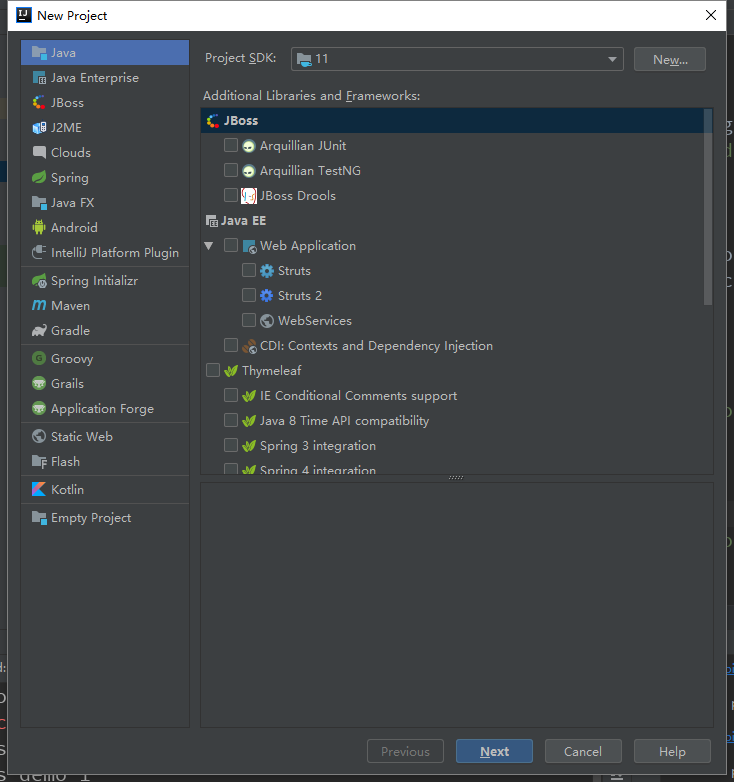 New Project
Java
Java Enterprise
JBoss
J2ME
Clouds
Spring
Java FX
Android
IntelliJ Platform Plugin
Spring Initializr
Maven
Gradle
Groovy
Grails
Application Forge
Static Web
Flash
Kotlin
Empty Project
Project SDK: 11 New...
Additional Libraries and Frameworks:
JBoss
Arquillian JUnit
Arquillian TestNG
JBoss Drools
Java EE
Web Application
Struts
Struts 2
WebServices
CDI: Contexts and Dependency Injection
Thymeleaf
IE Conditional Comments support
Java 8 Time API compatibility
Spring 3 integration
Spring 4 integration
Previous Next Cancel Help